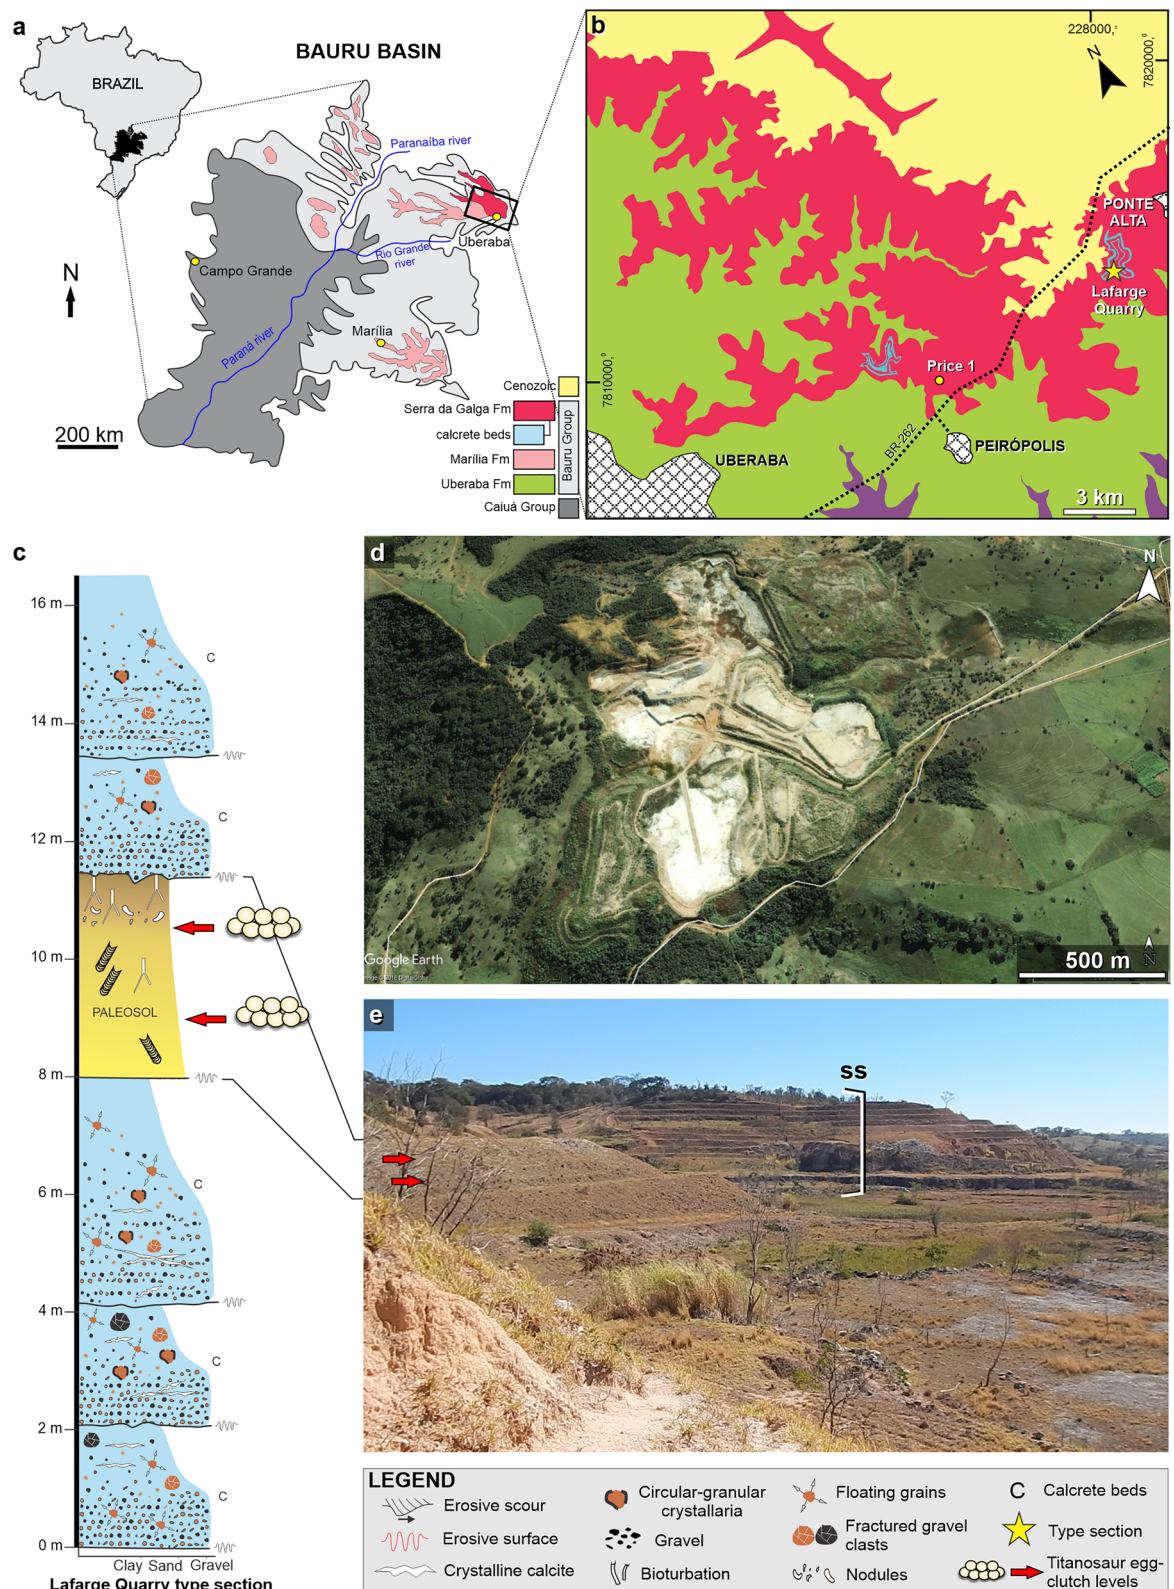 a
BAURU BASIN
BRAZIL
Paranaíba river
Uberaba
Rio Grande
river
Campo Grande
N
Marília
Paraná river
200 km
Cenozoic
Serra da Galga Fm
calcrete beds
Marília Fm
Uberaba Fm
Caiuá Group
Bauru Group
b
228000,0
7820000,0
N
PONTE
ALTA
Lafarge
Quarry
Price 1
7810000,0
BR-262
PEIRÓPOLIS
UBERABA
3 km
c
16 m
C
14 m
C
12 m
10 m
PALEOSOL
8 m
C
6 m
4 m
C
2 m
C
0 m
Clay Sand Gravel
Lafarge Quarry type section
d
N
Google Earth
500 m
N
e
ss
LEGEND
Erosive scour
Erosive surface
Crystalline calcite
Circular-granular
crystallaria
Gravel
Bioturbation
Floating grains
Fractured gravel
clasts
Nodules
C Calcrete beds
Type section
Titanosaur egg-
clutch levels